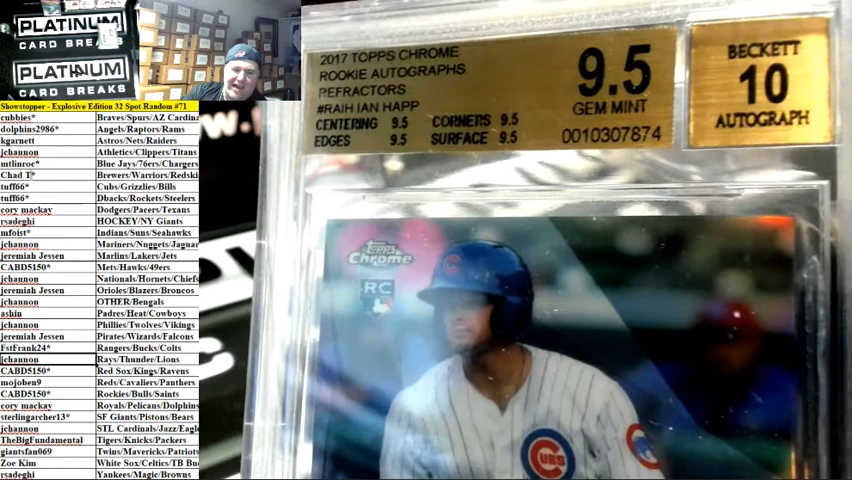 PLATINUM
CARD BREAKS
PLATINUM
CARD BREAKS
Showstopper - Explosive Edition 32 Spot Random #71
cubbies* Braves/Spurs/AZ Cardina
dolphins2986* Angels/Raptors/Rams
kgarnett Astros/Nets/Raiders
jchannon Athletics/Clippers/Titans
mtlinroc* Blue Jays/76ers/Chargers
Chad T* Brewers/Warriors/Redski
tuff66* Cubs/Grizzlies/Bills
tuff66* Dbacks/Rockets/Steelers
cory mackay Dodgers/Pacers/Texans
rsadeghi HOCKEY/NY Giants
mfoist* Indians/Suns/Seahawks
jchannon Mariners/Nuggets/Jaguar
jeremiah Jessen Marlins/Lakers/Jets
CABD5150* Mets/Hawks/49ers
jchannon Nationals/Hornets/Chiefs
jeremiah Jessen Orioles/Blazers/Broncos
jchannon OTHER/Bengals
ashin Padres/Heat/Cowboys
jchannon Phillies/Twolves/Vikings
jeremiah Jessen Pirates/Wizards/Falcons
FstFrank24* Rangers/Bucks/Colts
jchannon Rays/Thunder/Lions
CABD5150* Red Sox/Kings/Ravens
mojoben9 Reds/Cavaliers/Panthers
CABD5150* Rockies/Bulls/Saints
cory mackay Royals/Pelicans/Dolphins
sterlingarcher13* SF Giants/Pistons/Bears
jchannon STL Cardinals/Jazz/Eagle
TheBigFundamental Tigers/Knicks/Packers
giantsfan069 Twins/Mavericks/Patriots
Zoe Kim White Sox/Celtics/TB Bu
rsadeghi Yankees/Magic/Browns
2017 TOPPS CHROME
ROOKIE AUTOGRAPHS
REFRACTORS
#RAIH IAN HAPP
CENTERING 9.5 CORNERS 9.5
EDGES 9.5 SURFACE 9.5
9.5
GEM MINT
0010307874
BECKETT
10
AUTOGRAPH
TOPPS
Chrome
RC
C
CUBS